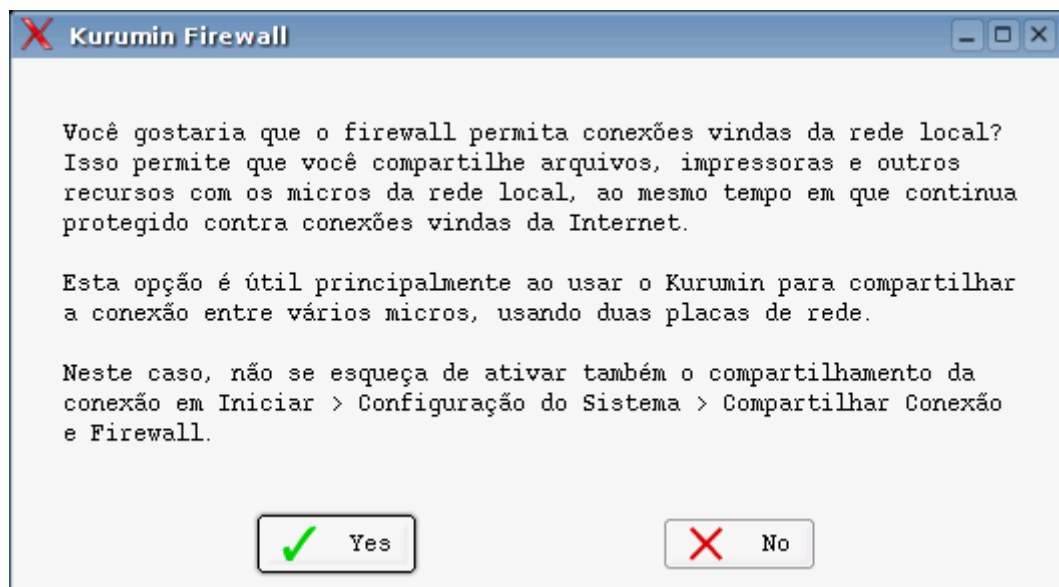 Kurumin Firewall
Você gostaria que o firewall permita conexões vindas da rede local?
Isso permite que você compartilhe arquivos, impressoras e outros
recursos com os micros da rede local, ao mesmo tempo em que continua
protegido contra conexões vindas da Internet.
Esta opção é útil principalmente ao usar o Kurumin para compartilhar
a conexão entre vários micros, usando duas placas de rede.
Neste caso, não se esqueça de ativar também o compartilhamento da
conexão em Iniciar > Configuração do Sistema > Compartilhar Conexão
e Firewall.
Yes
No